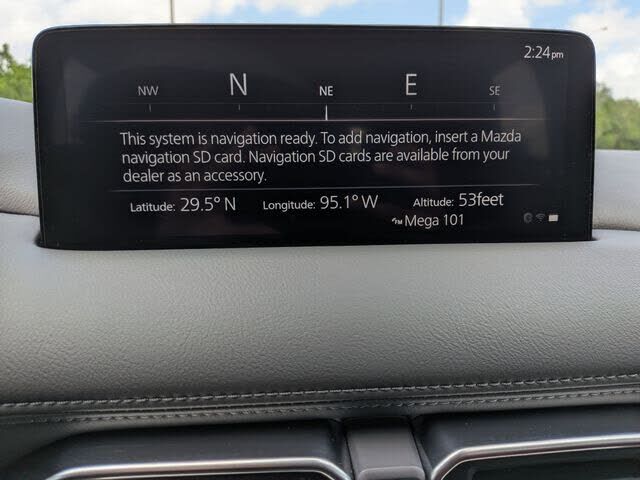 2:24pm
NW N NE E SE
This system is navigation ready. To add navigation, insert a Mazda
navigation SD card. Navigation SD cards are available from your
dealer as an accessory.
Latitude: 29.5° N Longitude: 95.1° W Altitude: 53feet
FM Mega 101